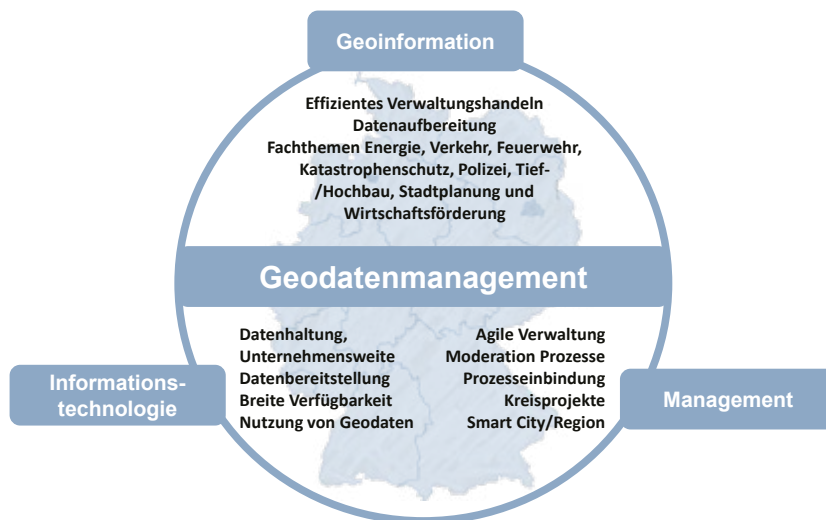 Geoinformation
Effizientes Verwaltungshandeln
Datenaufbereitung
Fachthemen Energie, Verkehr, Feuerwehr,
Katastrophenschutz, Polizei, Tief-
/Hochbau, Stadtplanung und
Wirtschaftsförderung
Geodatenmanagement
Datenhaltung,
Unternehmensweite
Datenbereitstellung
Breite Verfügbarkeit
Nutzung von Geodaten
Agile Verwaltung
Moderation Prozesse
Prozesseinbindung
Kreisprojekte
Smart City/Region
Informations-
technologie
Management